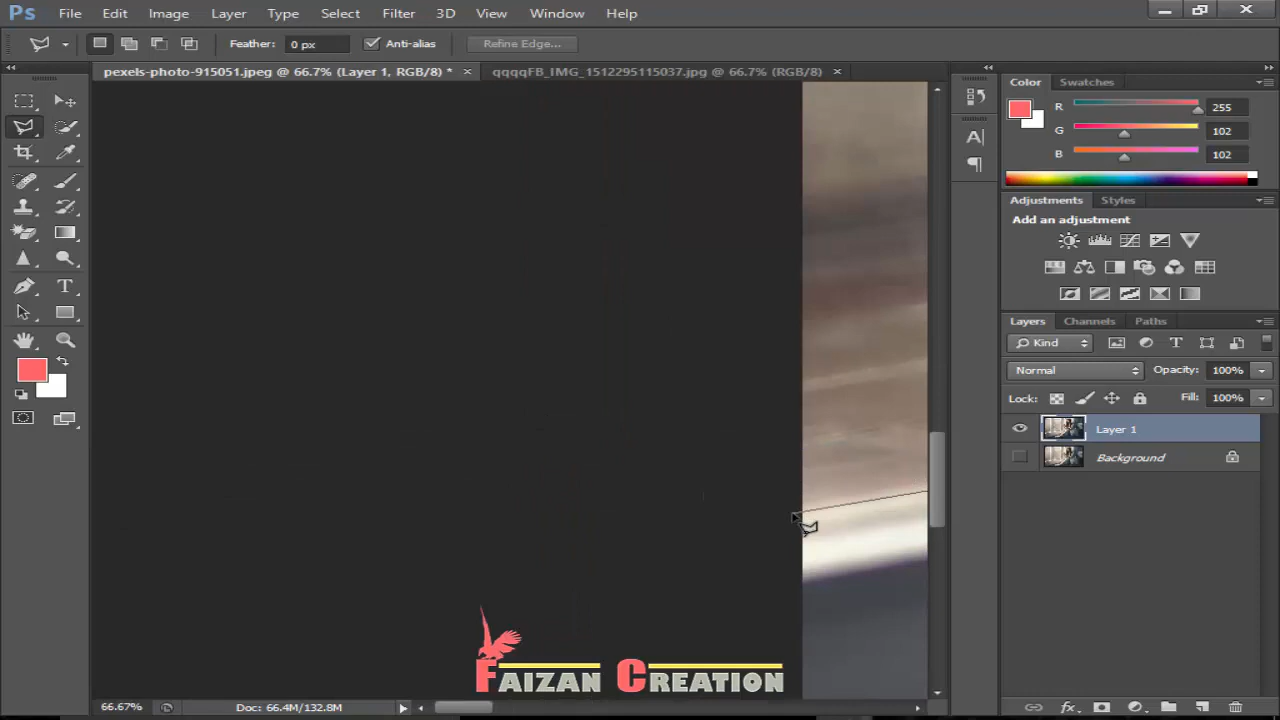 Ps File Edit Image Layer Type Select Filter 3D View Window Help
Feather: 0 px Anti-alias Refine Edge...
pexels-photo-915051.jpeg @ 66.7% (Layer 1, RGB/8) * × qqqqFB_IMG_1512295115037.jpg @ 66.7% (RGB/8) ×
Color Swatches
R 255
G 102
B 102
Adjustments Styles
Add an adjustment
Layers Channels Paths
Kind
Normal Opacity: 100%
Lock: Fill: 100%
Layer 1
Background
FAIZAN CREATION
66.67% Doc: 66.4M/132.8M